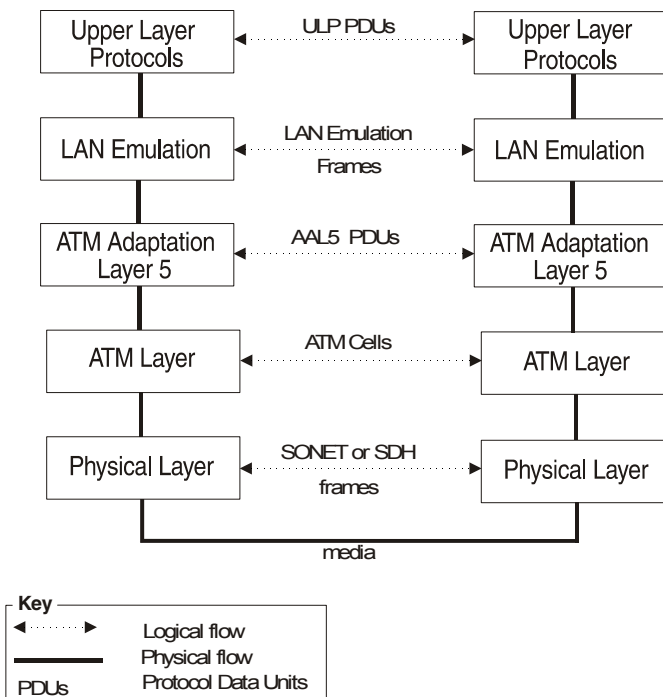 Upper Layer
Protocols
ULP PDUs
Upper Layer
Protocols
LAN Emulation
LAN Emulation
Frames
LAN Emulation
ATM Adaptation
Layer 5
AAL5 PDUs
ATM Adaptation
Layer 5
ATM Layer
ATM Cells
ATM Layer
Physical Layer
SONET or SDH
frames
Physical Layer
media
Key
Logical flow
Physical flow
PDUs Protocol Data Units